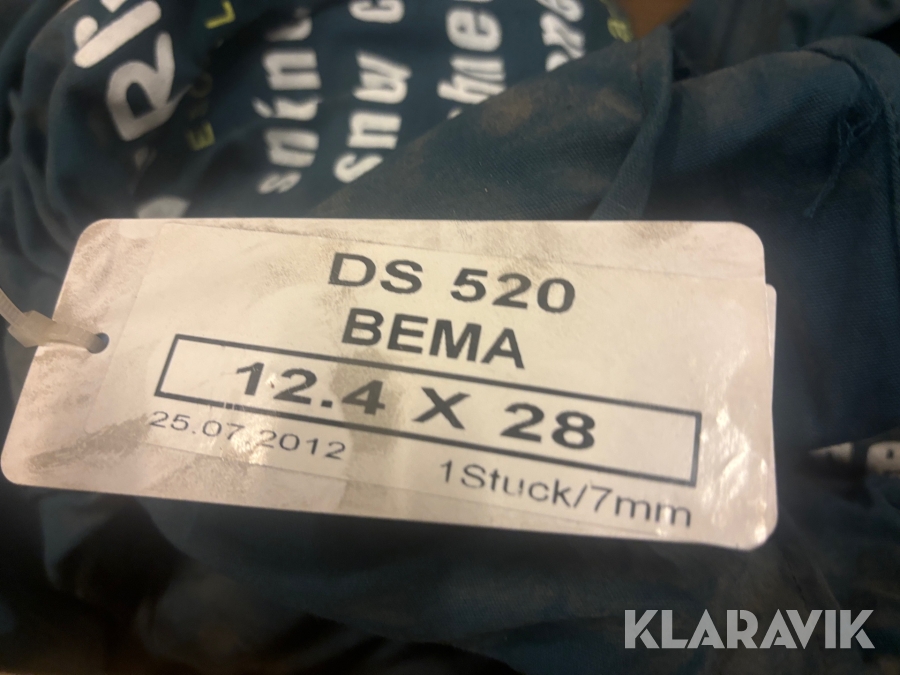 DS 520
BEMA
12.4 X 28
25.07.2012
1Stuck/7mm
KLARAVIK